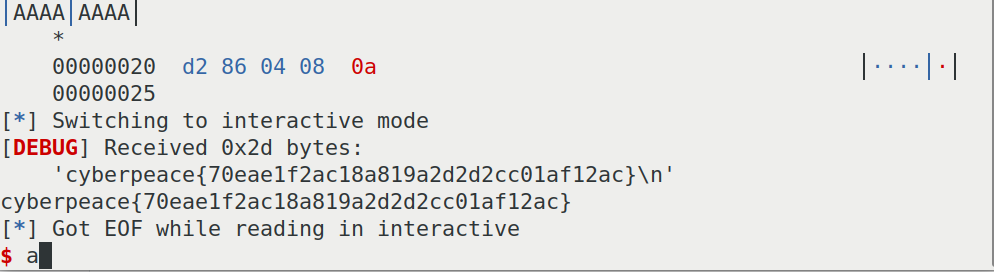 │AAAA│AAAA│
    *
    00000020  d2 86 04 08  0a                                        │····│·│
    00000025
[*] Switching to interactive mode
[DEBUG] Received 0x2d bytes:
    'cyberpeace{70eae1f2ac18a819a2d2d2cc01af12ac}\n'
cyberpeace{70eae1f2ac18a819a2d2d2cc01af12ac}
[*] Got EOF while reading in interactive
$ a